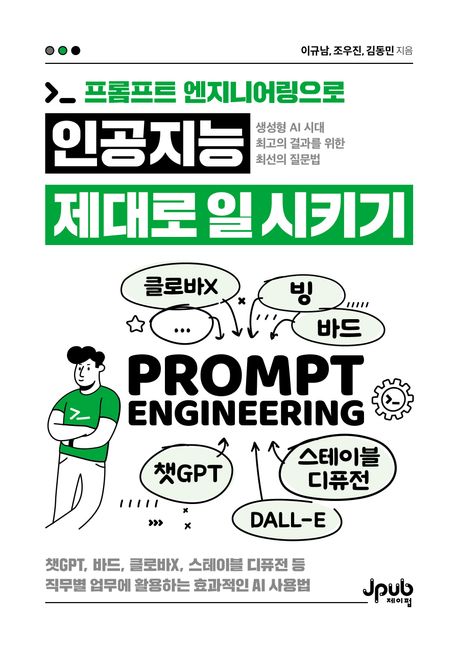 이규남, 조우진, 김동민 지음
>_ 프롬프트 엔지니어링으로
인공지능
생성형 AI 시대
최고의 결과를 위한
최선의 질문법
제대로 일 시키기
클로바X
빙
...
바드
PROMPT
ENGINEERING
>_
>_
챗GPT
스테이블
디퓨전
DALL-E
챗GPT, 바드, 클로바X, 스테이블 디퓨전 등
직무별 업무에 활용하는 효과적인 AI 사용법
Jpub
제이펍